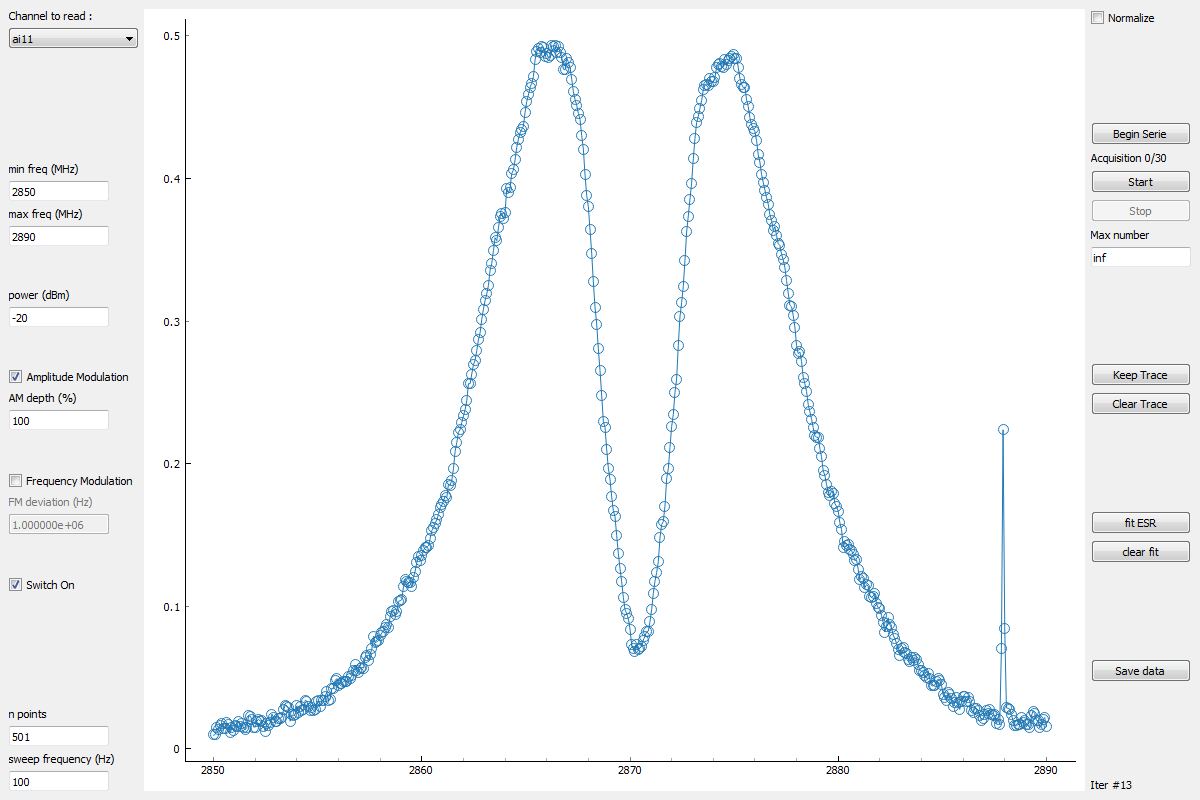 Channel to read :
ai11
min freq (MHz)
2850
max freq (MHz)
2890
power (dBm)
-20
Amplitude Modulation
AM depth (%)
100
Frequency Modulation
FM deviation (Hz)
1.000000e+06
Switch On
n points
501
sweep frequency (Hz)
100
0.5
0.4
0.3
0.2
0.1
0
2850
2860
2870
2880
2890
Normalize
Begin Serie
Acquisition 0/30
Start
Stop
Max number
inf
Keep Trace
Clear Trace
fit ESR
clear fit
Save data
Iter #13